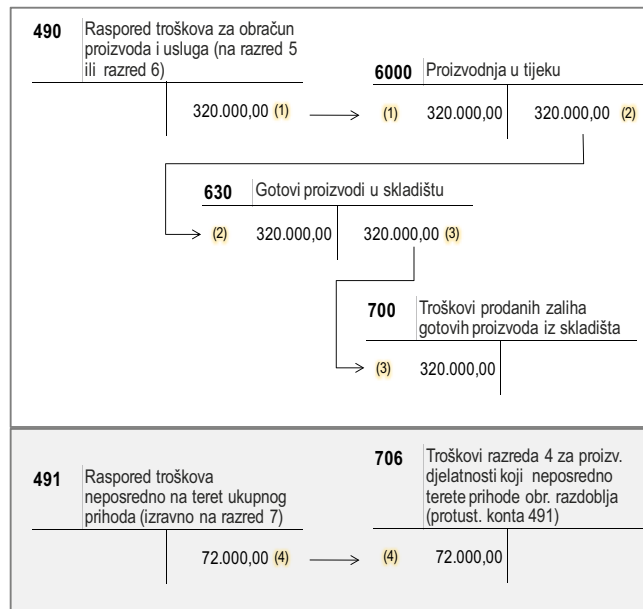 490 Raspored troškova za obračun
proizvoda i usluga (na razred 5
ili razred 6)
6000 Proizvodnja u tijeku
320.000,00 (1)
(1) 320.000,00 320.000,00 (2)
630 Gotovi proizvodi u skladištu
(2) 320.000,00 320.000,00 (3)
700 Troškovi prodanih zaliha
gotovih proizvoda iz skladišta
(3) 320.000,00
491 Raspored troškova
neposredno na teret ukupnog
prihoda (izravno na razred 7)
706 Troškovi razreda 4 za proizv.
djelatnosti koji neposredno
terete prihode obr. razdoblja
(protust. konta 491)
72.000,00 (4)
(4) 72.000,00